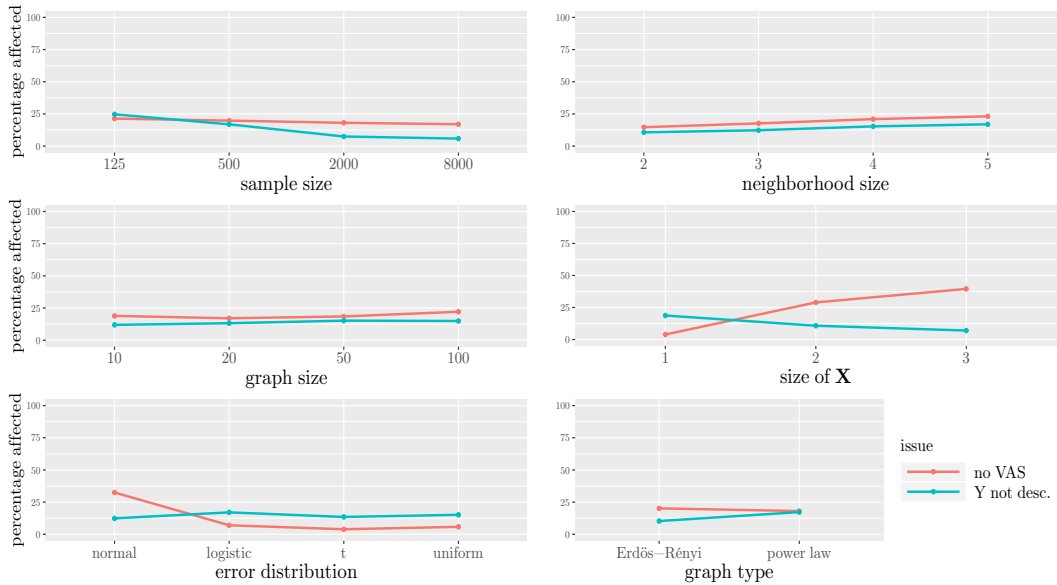 percentage affected
100
75
50
25
0
125 500 2000 8000
sample size
100
75
50
25
0
2 3 4 5
neighborhood size
percentage affected
100
75
50
25
0
10 20 50 100
graph size
100
75
50
25
0
1 2 3
size of X
percentage affected
100
75
50
25
0
normal logistic t uniform
error distribution
100
75
50
25
0
Erdös−Rényi power law
graph type
issue
no VAS
Y not desc.